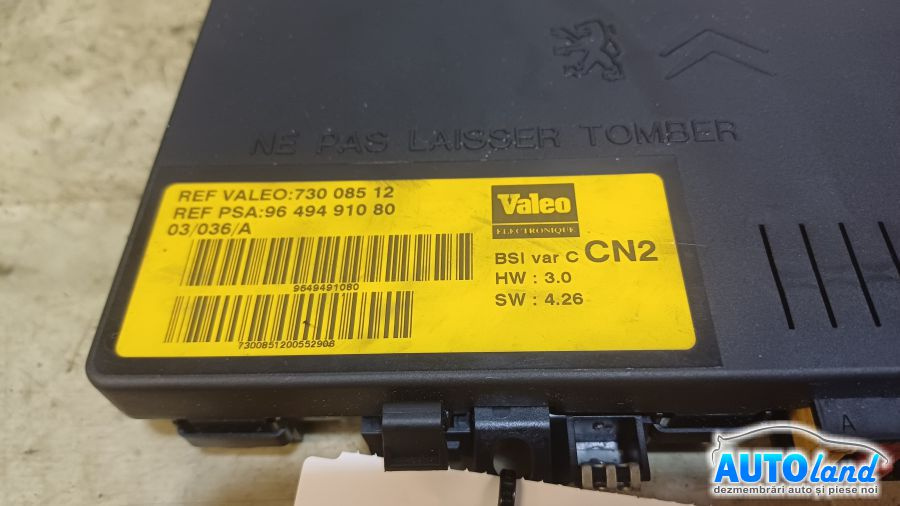 NE PAS LAISSER TOMBER
REF VALEO:730 085 12
REF PSA:96 494 910 80
03/036/A
9649491080
7300851200552908
Valeo
ELECTRONIQUE
BSI var C CN2
HW : 3.0
SW : 4.26
A
AUTOland
dezmembrări auto și piese noi